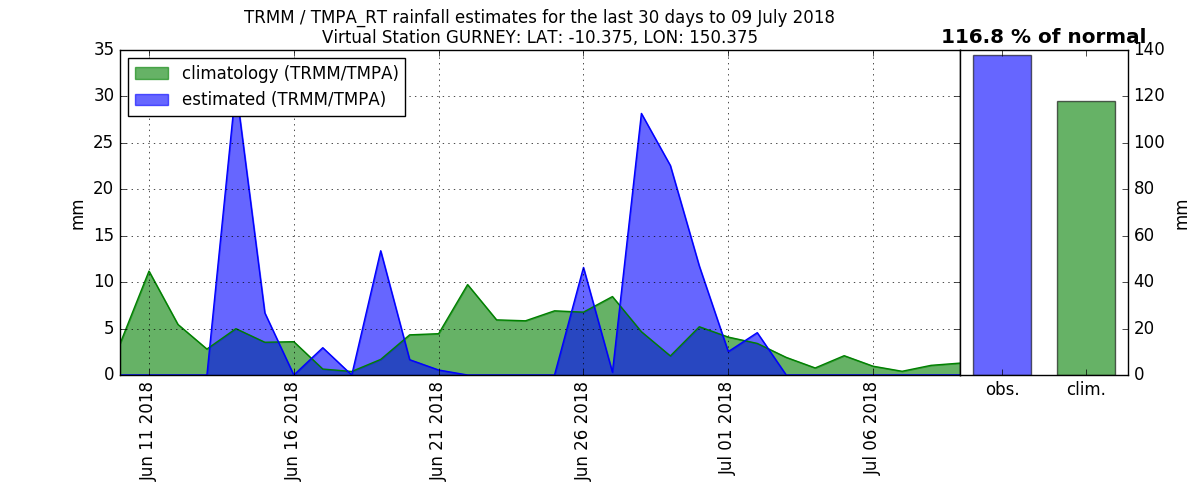 TRMM / TMPA_RT rainfall estimates for the last 30 days to 09 July 2018
Virtual Station GURNEY: LAT: -10.375, LON: 150.375
116.8 % of normal
climatology (TRMM/TMPA)
estimated (TRMM/TMPA)
35
30
25
20
15
10
5
0
mm
Jun 11 2018
Jun 16 2018
Jun 21 2018
Jun 26 2018
Jul 01 2018
Jul 06 2018
obs.
clim.
140
120
100
80
60
40
20
0
mm